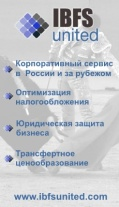 IBFS
united
Корпоративный сервис
в России и за рубежом
Оптимизация
налогообложения
Юридическая защита
бизнеса
Трансфертное
ценообразование
www.ibfsunited.com